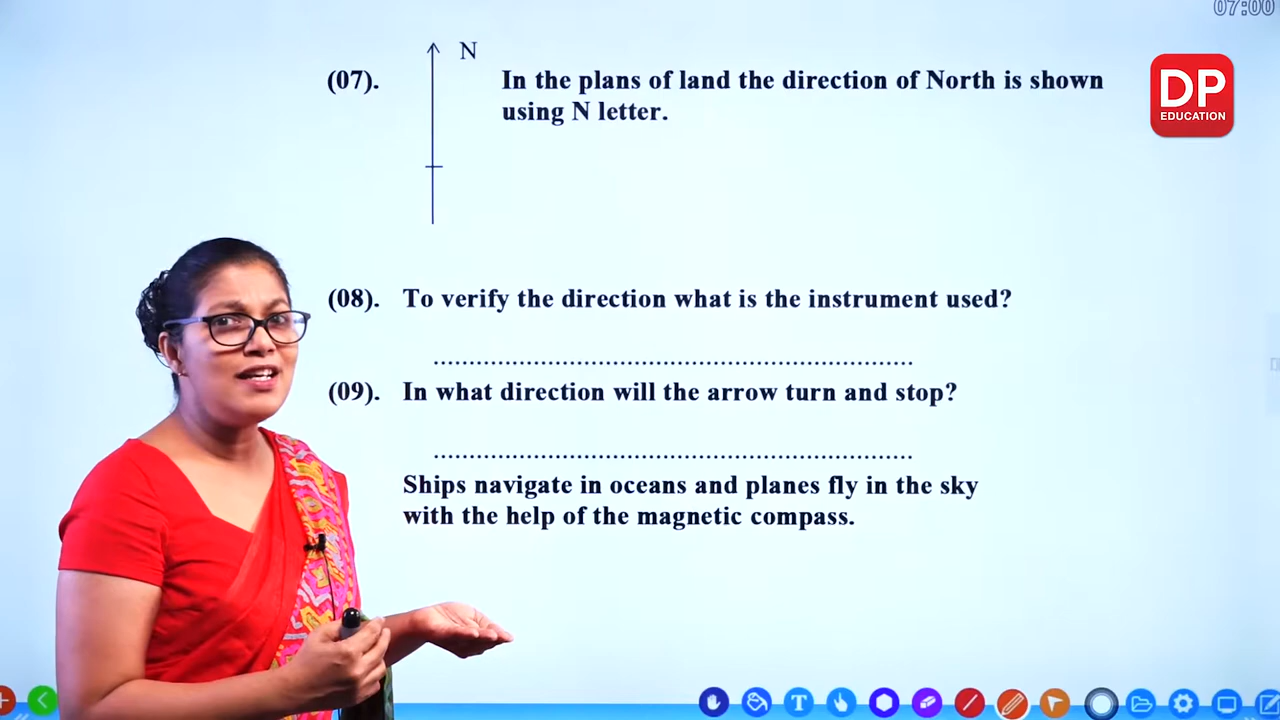 07:00
N
(07). In the plans of land the direction of North is shown
using N letter.
DP
EDUCATION
(08). To verify the direction what is the instrument used?
................................................................................
(09). In what direction will the arrow turn and stop?
................................................................................
Ships navigate in oceans and planes fly in the sky
with the help of the magnetic compass.
T